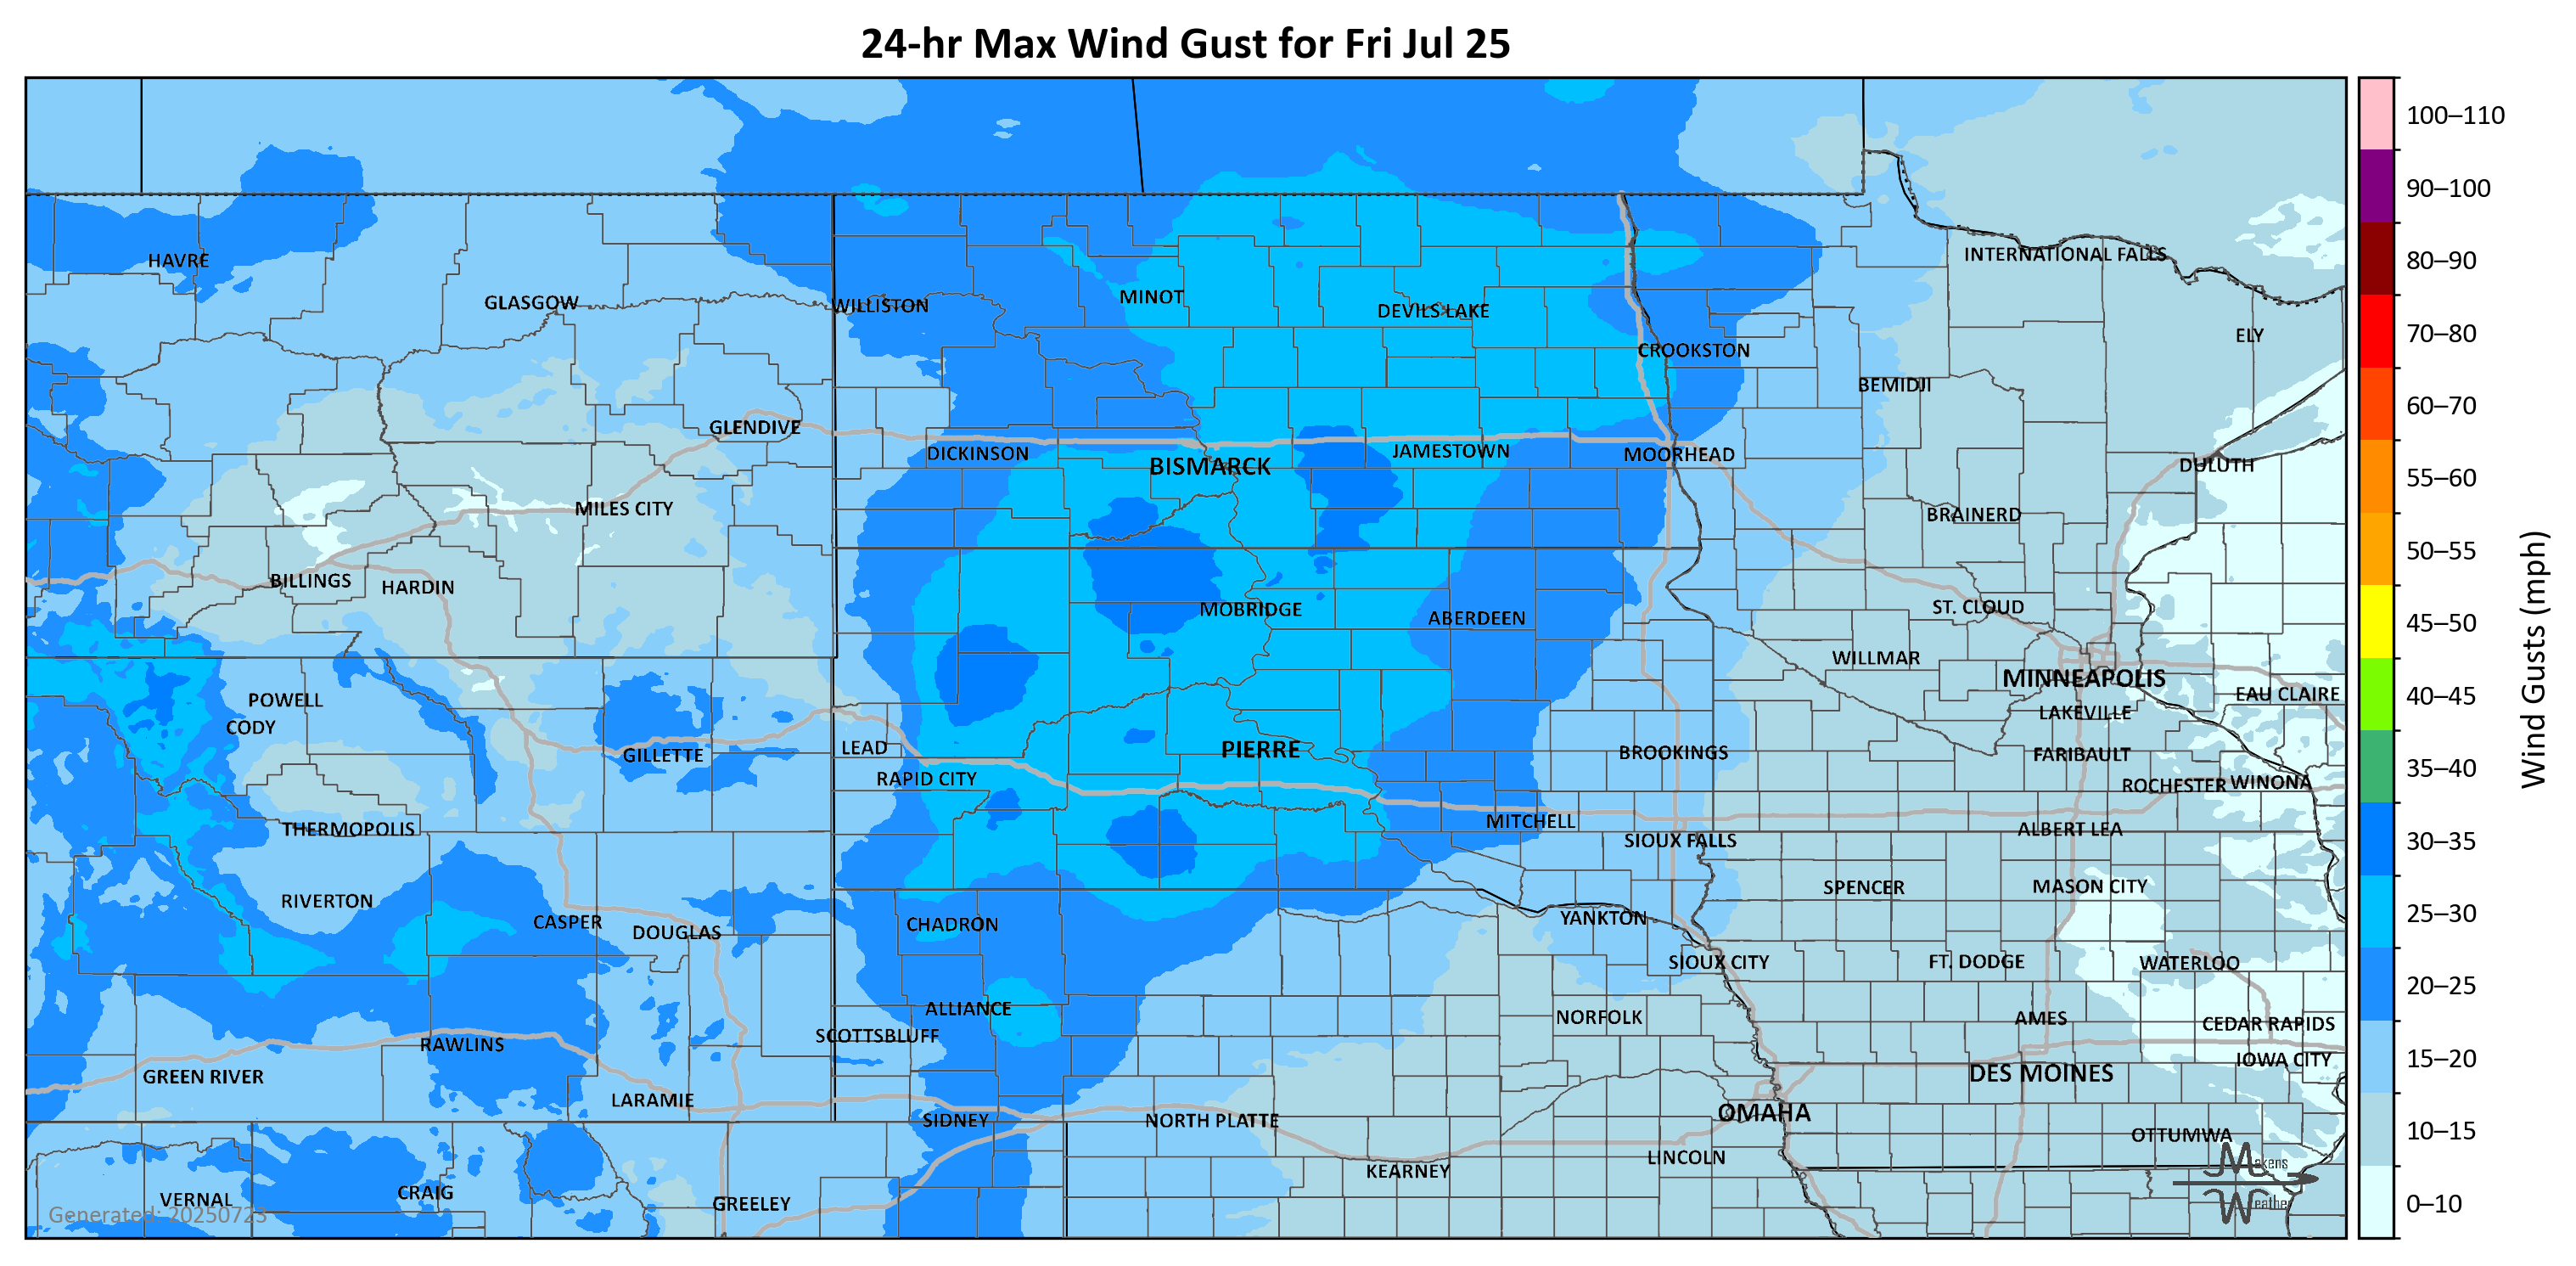 24-hr Max Wind Gust for Fri Jul 25
100–110
90–100
INTERNATIONAL FALLS
HAVRE
80–90
MINOT
GLASGOW
WILLISTON
DEVILS LAKE
70–80
ELY
CROOKSTON
BEMIDJI
60–70
GLENDIVE
DICKINSON
JAMESTOWN
MOORHEAD
BISMARCK
DULUTH
55–60
MILES CITY
BRAINERD
50–55
BILLINGS
HARDIN
MOBRIDGE
ST. CLOUD
ABERDEEN
45–50
WILLMAR
MINNEAPOLIS
POWELL
EAU CLAIRE
40–45
LAKEVILLE
CODY
Wind Gusts (mph)
LEAD
PIERRE
BROOKINGS
GILLETTE
FARIBAULT
35–40
RAPID CITY
ROCHESTER
WINONA
MITCHELL
THERMOPOLIS
ALBERT LEA
SIOUX FALLS
30–35
SPENCER
MASON CITY
RIVERTON
25–30
CASPER
CHADRON
YANKTON
DOUGLAS
SIOUX CITY
FT. DODGE
WATERLOO
20–25
ALLIANCE
NORFOLK
AMES
CEDAR RAPIDS
SCOTTSBLUFF
RAWLINS
IOWA CITY
15–20
GREEN RIVER
DES MOINES
LARAMIE
OMAHA
SIDNEY
NORTH PLATTE
10–15
OTTUMWA
LINCOLN
Makens
KEARNEY
CRAIG
VERNAL
GREELEY
Weather
0–10
Generated: 20250723